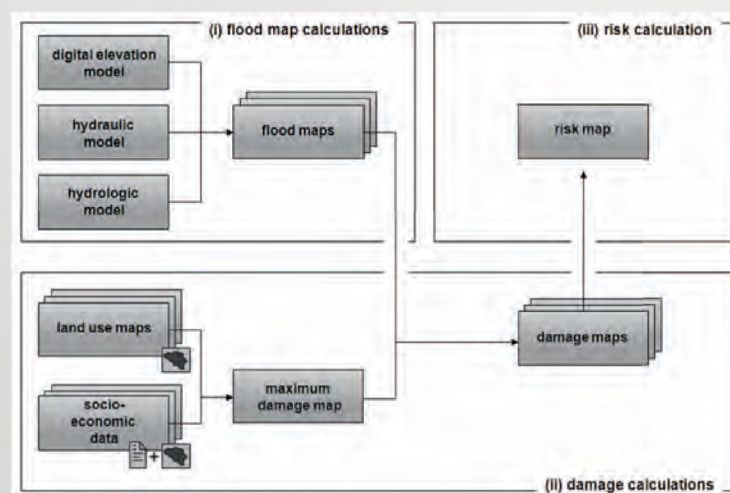 (i) flood map calculations
digital elevation
model
hydraulic
model
hydrologic
model
flood maps
(iii) risk calculation
risk map
land use maps
socio-
economic
data
+
maximum
damage map
damage maps
(ii) damage calculations